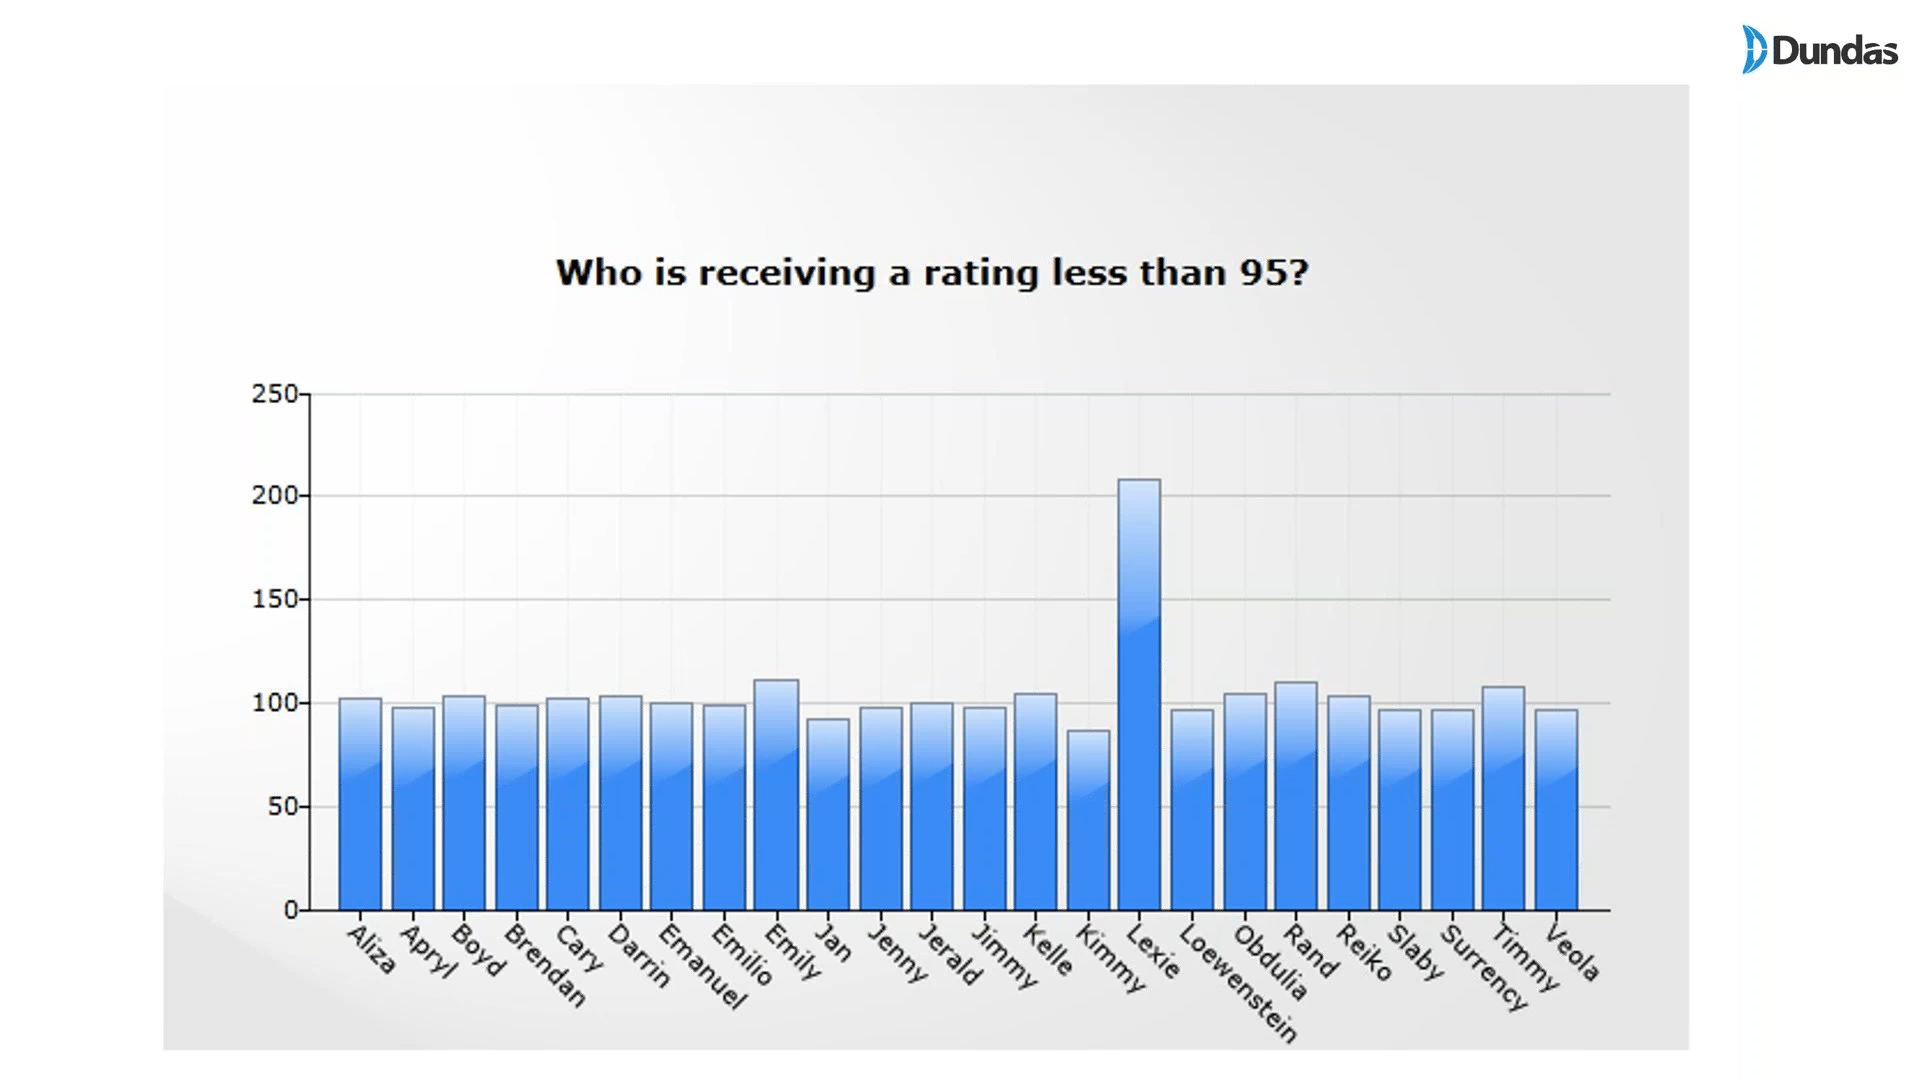 Dundas
Who is receiving a rating less than 95?
250
200
150
100
50
0
Aliza
Apryl
Boyd
Brendan
Cary
Darrin
Emanuel
Emilio
Emily
Jan
Jenny
Jerald
Jimmy
Kelle
Kimmy
Lexie
Loewenstein
Obdulia
Rand
Reiko
Slaby
Surrency
Timmy
Veola